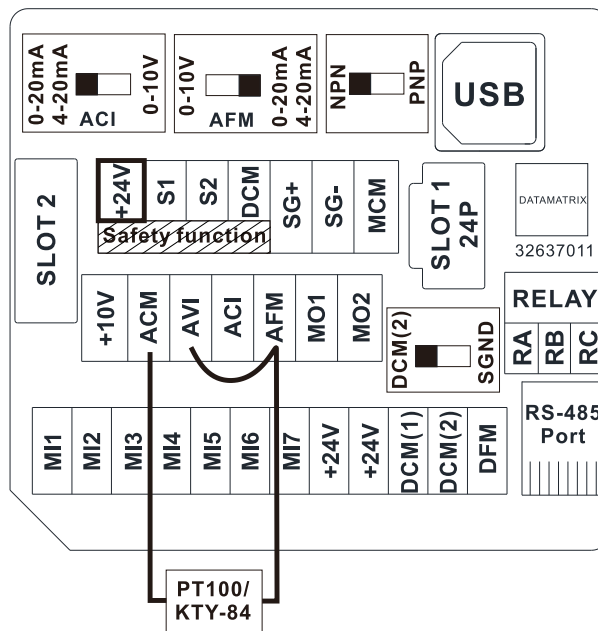 0-20mA
4-20mA
ACI
0-10V
0-10V
AFM
0-20mA
4-20mA
NPN
PNP
USB
SLOT 2
+24V
S1
S2
DCM
SG+
SG-
MCM
Safety function
SLOT 1
24P
DATAMATRIX
32637011
+10V
ACM
AVI
ACI
AFM
MO1
MO2
DCM(2)
SGND
RELAY
RA
RB
RC
MI1
MI2
MI3
MI4
MI5
MI6
MI7
+24V
+24V
DCM(1)
DCM(2)
DFM
RS-485
Port
PT100/
KTY-84